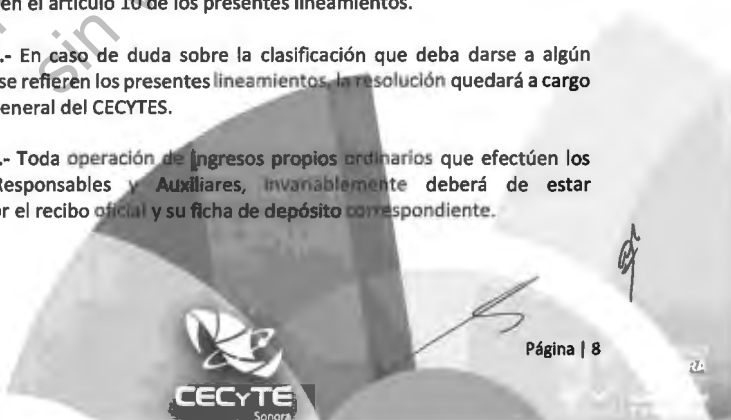 en el artículo 10 de los presentes lineamientos.
sin
.- En caso de duda sobre la clasificación que deba darse a algún
se refieren los presentes lineamientos, la resolución quedará a cargo
eneral del CECYTES.
.- Toda operación de ingresos propios ordinarios que efectúen los
Responsables y Auxiliares, invariablemente deberá de estar
r el recibo oficial y su ficha de depósito correspondiente.
Página | 8
RA
CECyTE
Sonora